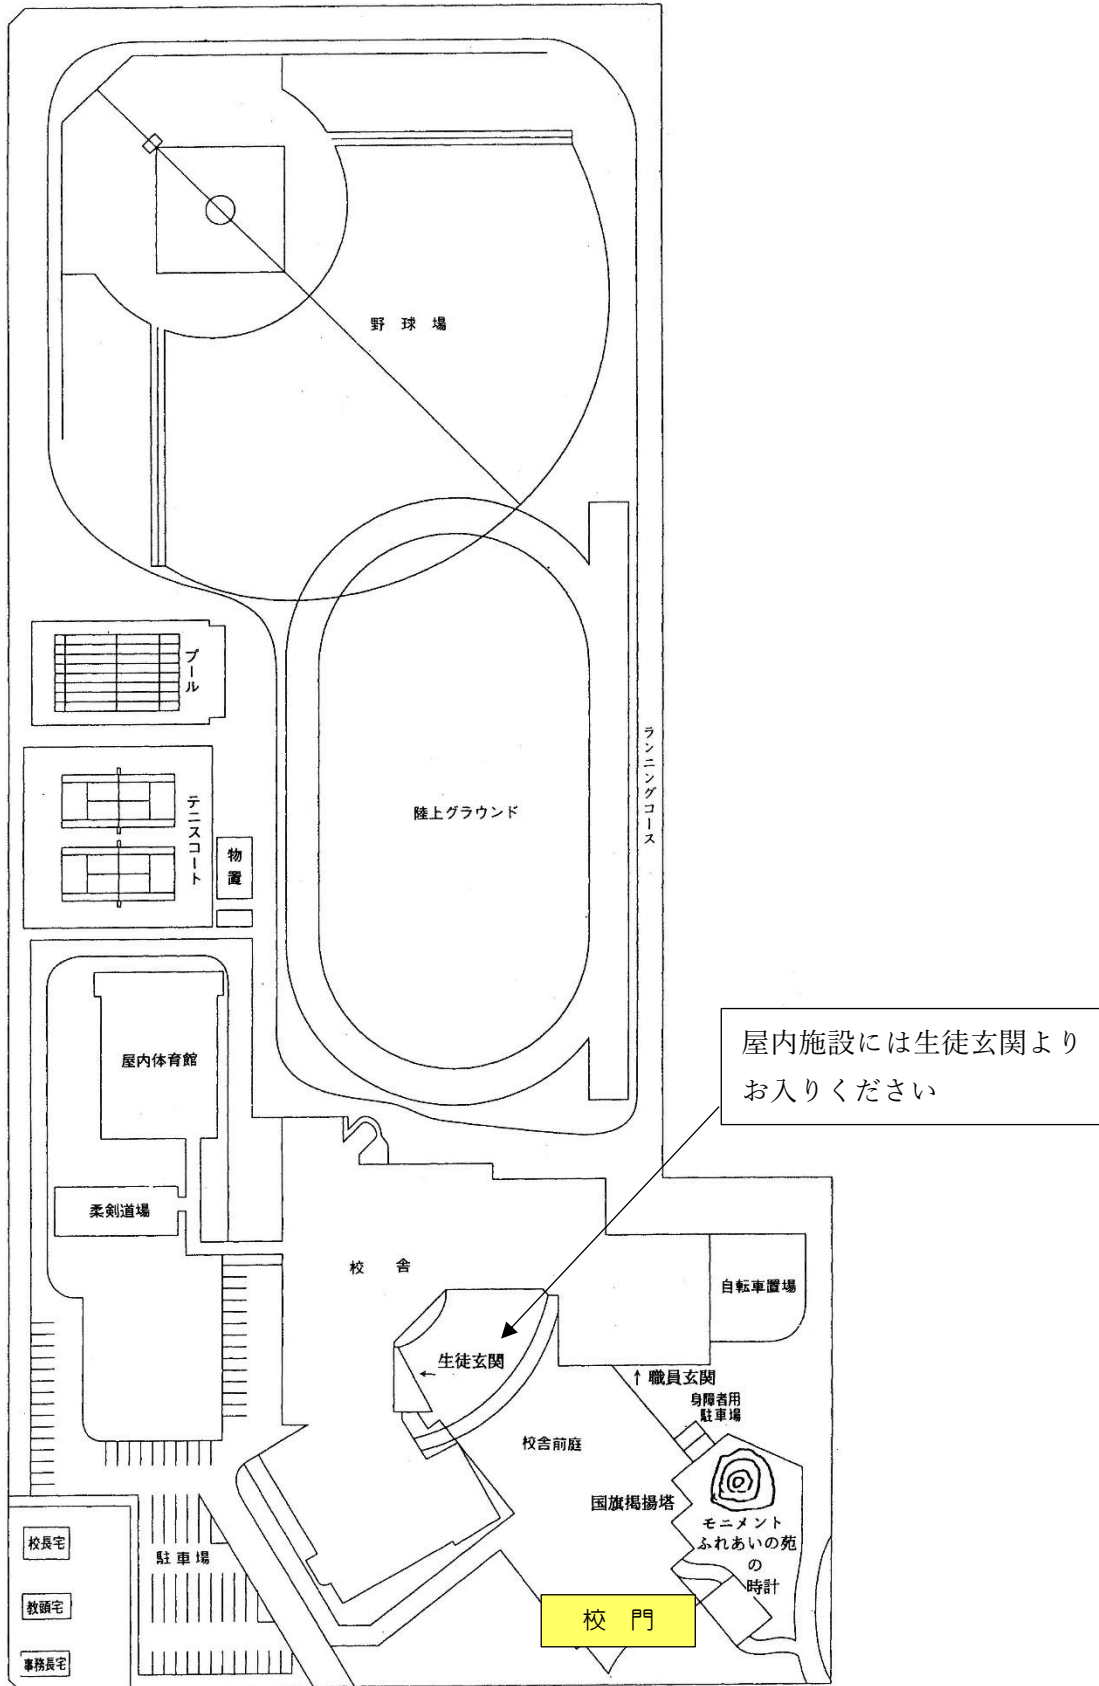 野球場
プール
ランニングコース
テニスコート
陸上グラウンド
物置
屋内体育館
屋内施設には生徒玄関より
お入りください
柔剣道場
校舎
自転車置場
←生徒玄関
↑職員玄関
身障者用
駐車場
校舎前庭
国旗掲揚塔
モニメント
ふれあいの苑
の
時計
校長宅
駐車場
教頭宅
校門
事務長宅